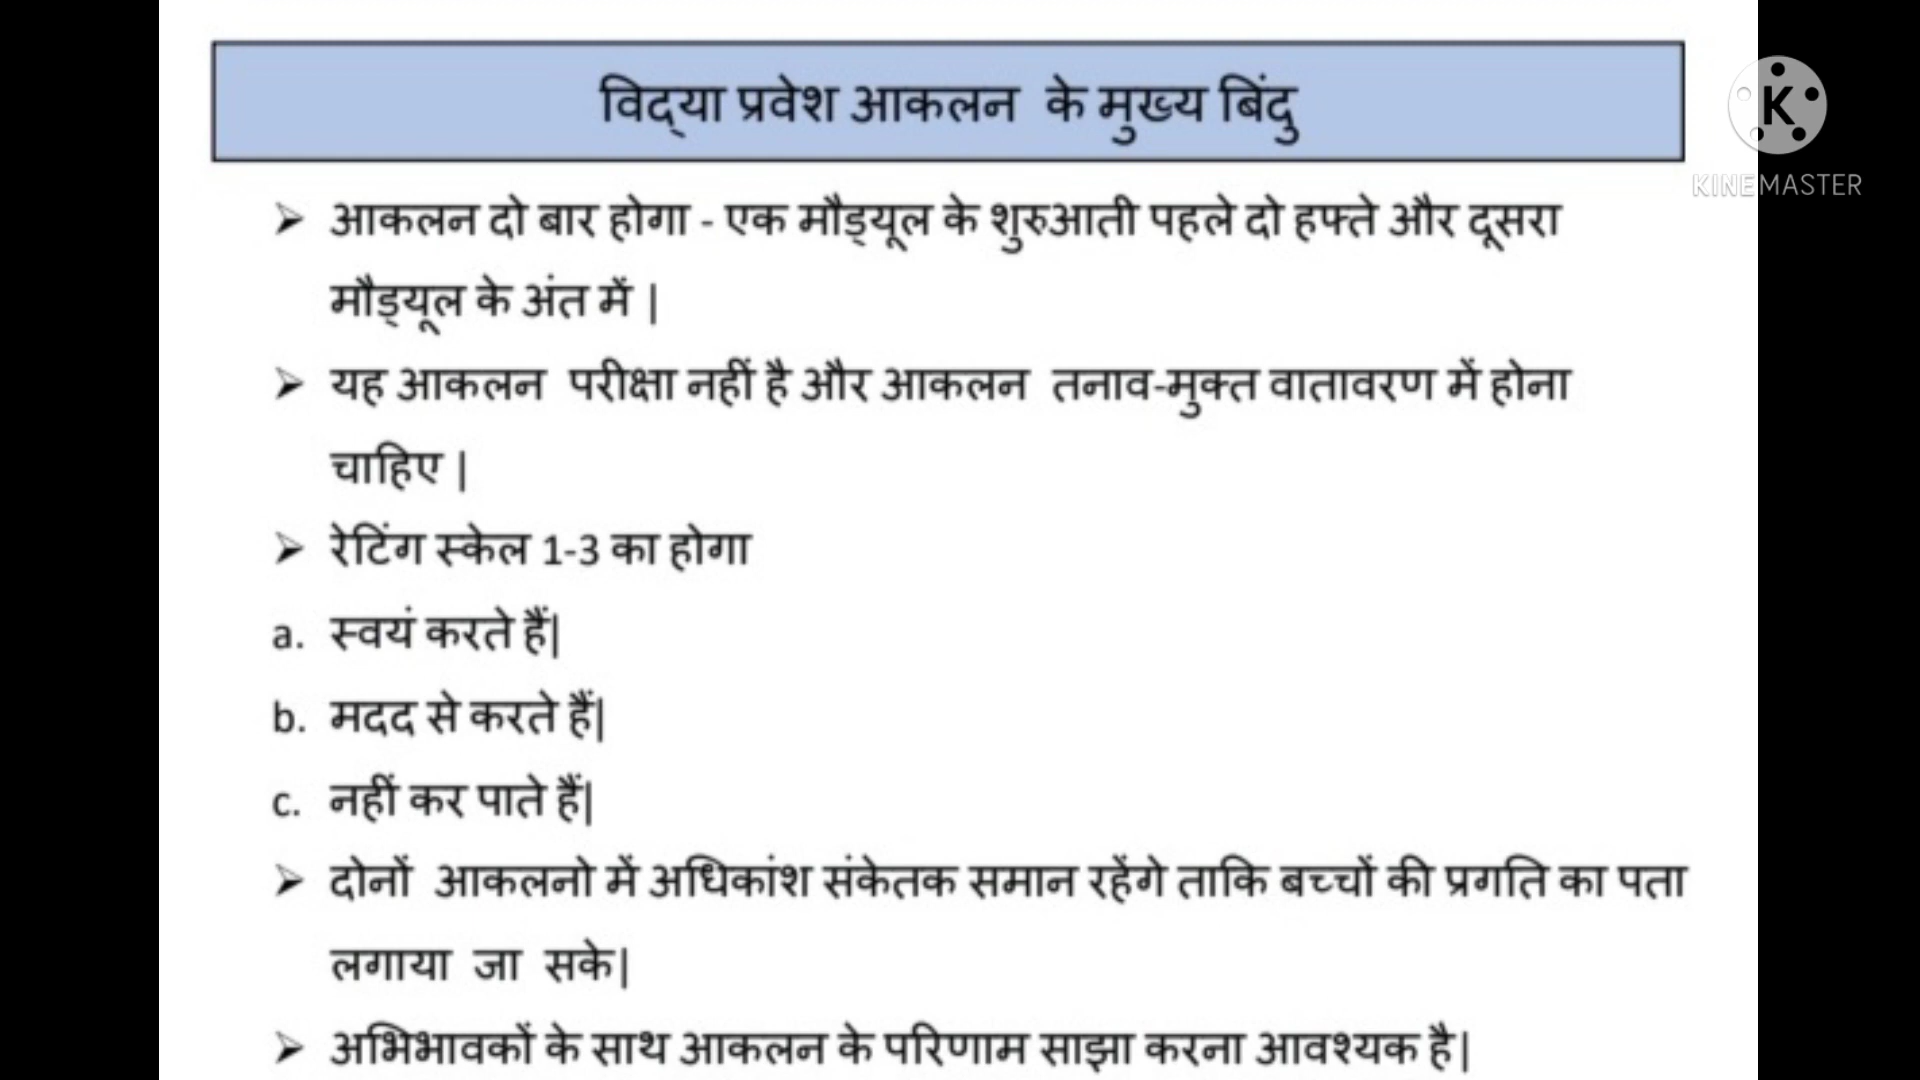 विद्‌या प्रवेश आकलन के मुख्य बिंदु
➢ आकलन दो बार होगा - एक मौड्यूल के शुरुआती पहले दो हफ्ते और दूसरा
मौड्यूल के अंत में |
➢ यह आकलन परीक्षा नहीं है और आकलन तनाव-मुक्त वातावरण में होना
चाहिए |
➢ रेटिंग स्केल 1-3 का होगा
a. स्वयं करते हैं|
b. मदद से करते हैं|
c. नहीं कर पाते हैं|
➢ दोनों आकलनो में अधिकांश संकेतक समान रहेंगे ताकि बच्चों की प्रगति का पता
लगाया जा सके|
➢ अभिभावकों के साथ आकलन के परिणाम साझा करना आवश्यक है|
K
KINEMASTER